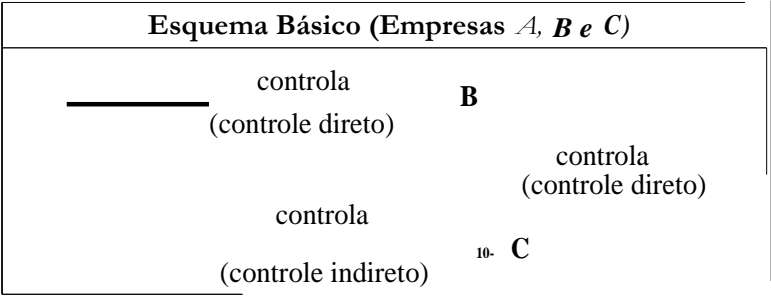 Esquema Básico (Empresas A, B e C)
controla
B
(controle direto)
controla
(controle direto)
controla
10- C
(controle indireto)